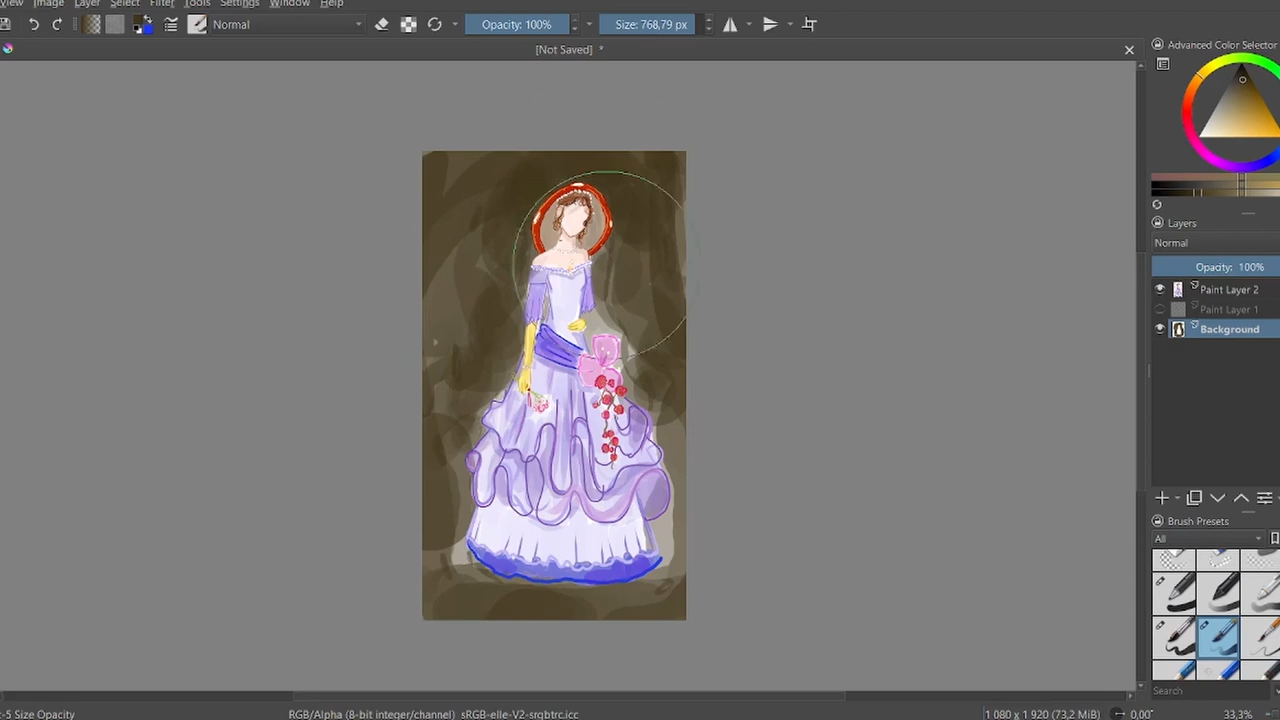 View Image Layer Select Filter Tools Settings Window Help
Normal Opacity: 100% Size: 768,79 px
[Not Saved] *
Advanced Color Selector
Layers
Normal
Opacity: 100%
Paint Layer 2
Paint Layer 1
Background
Brush Presets
All
Search
-5 Size Opacity RGB/Alpha (8-bit integer/channel) sRGB-elle-V2-srgbtrc.icc 1 080 x 1 920 (73,2 MiB) 0,00° 33,3%